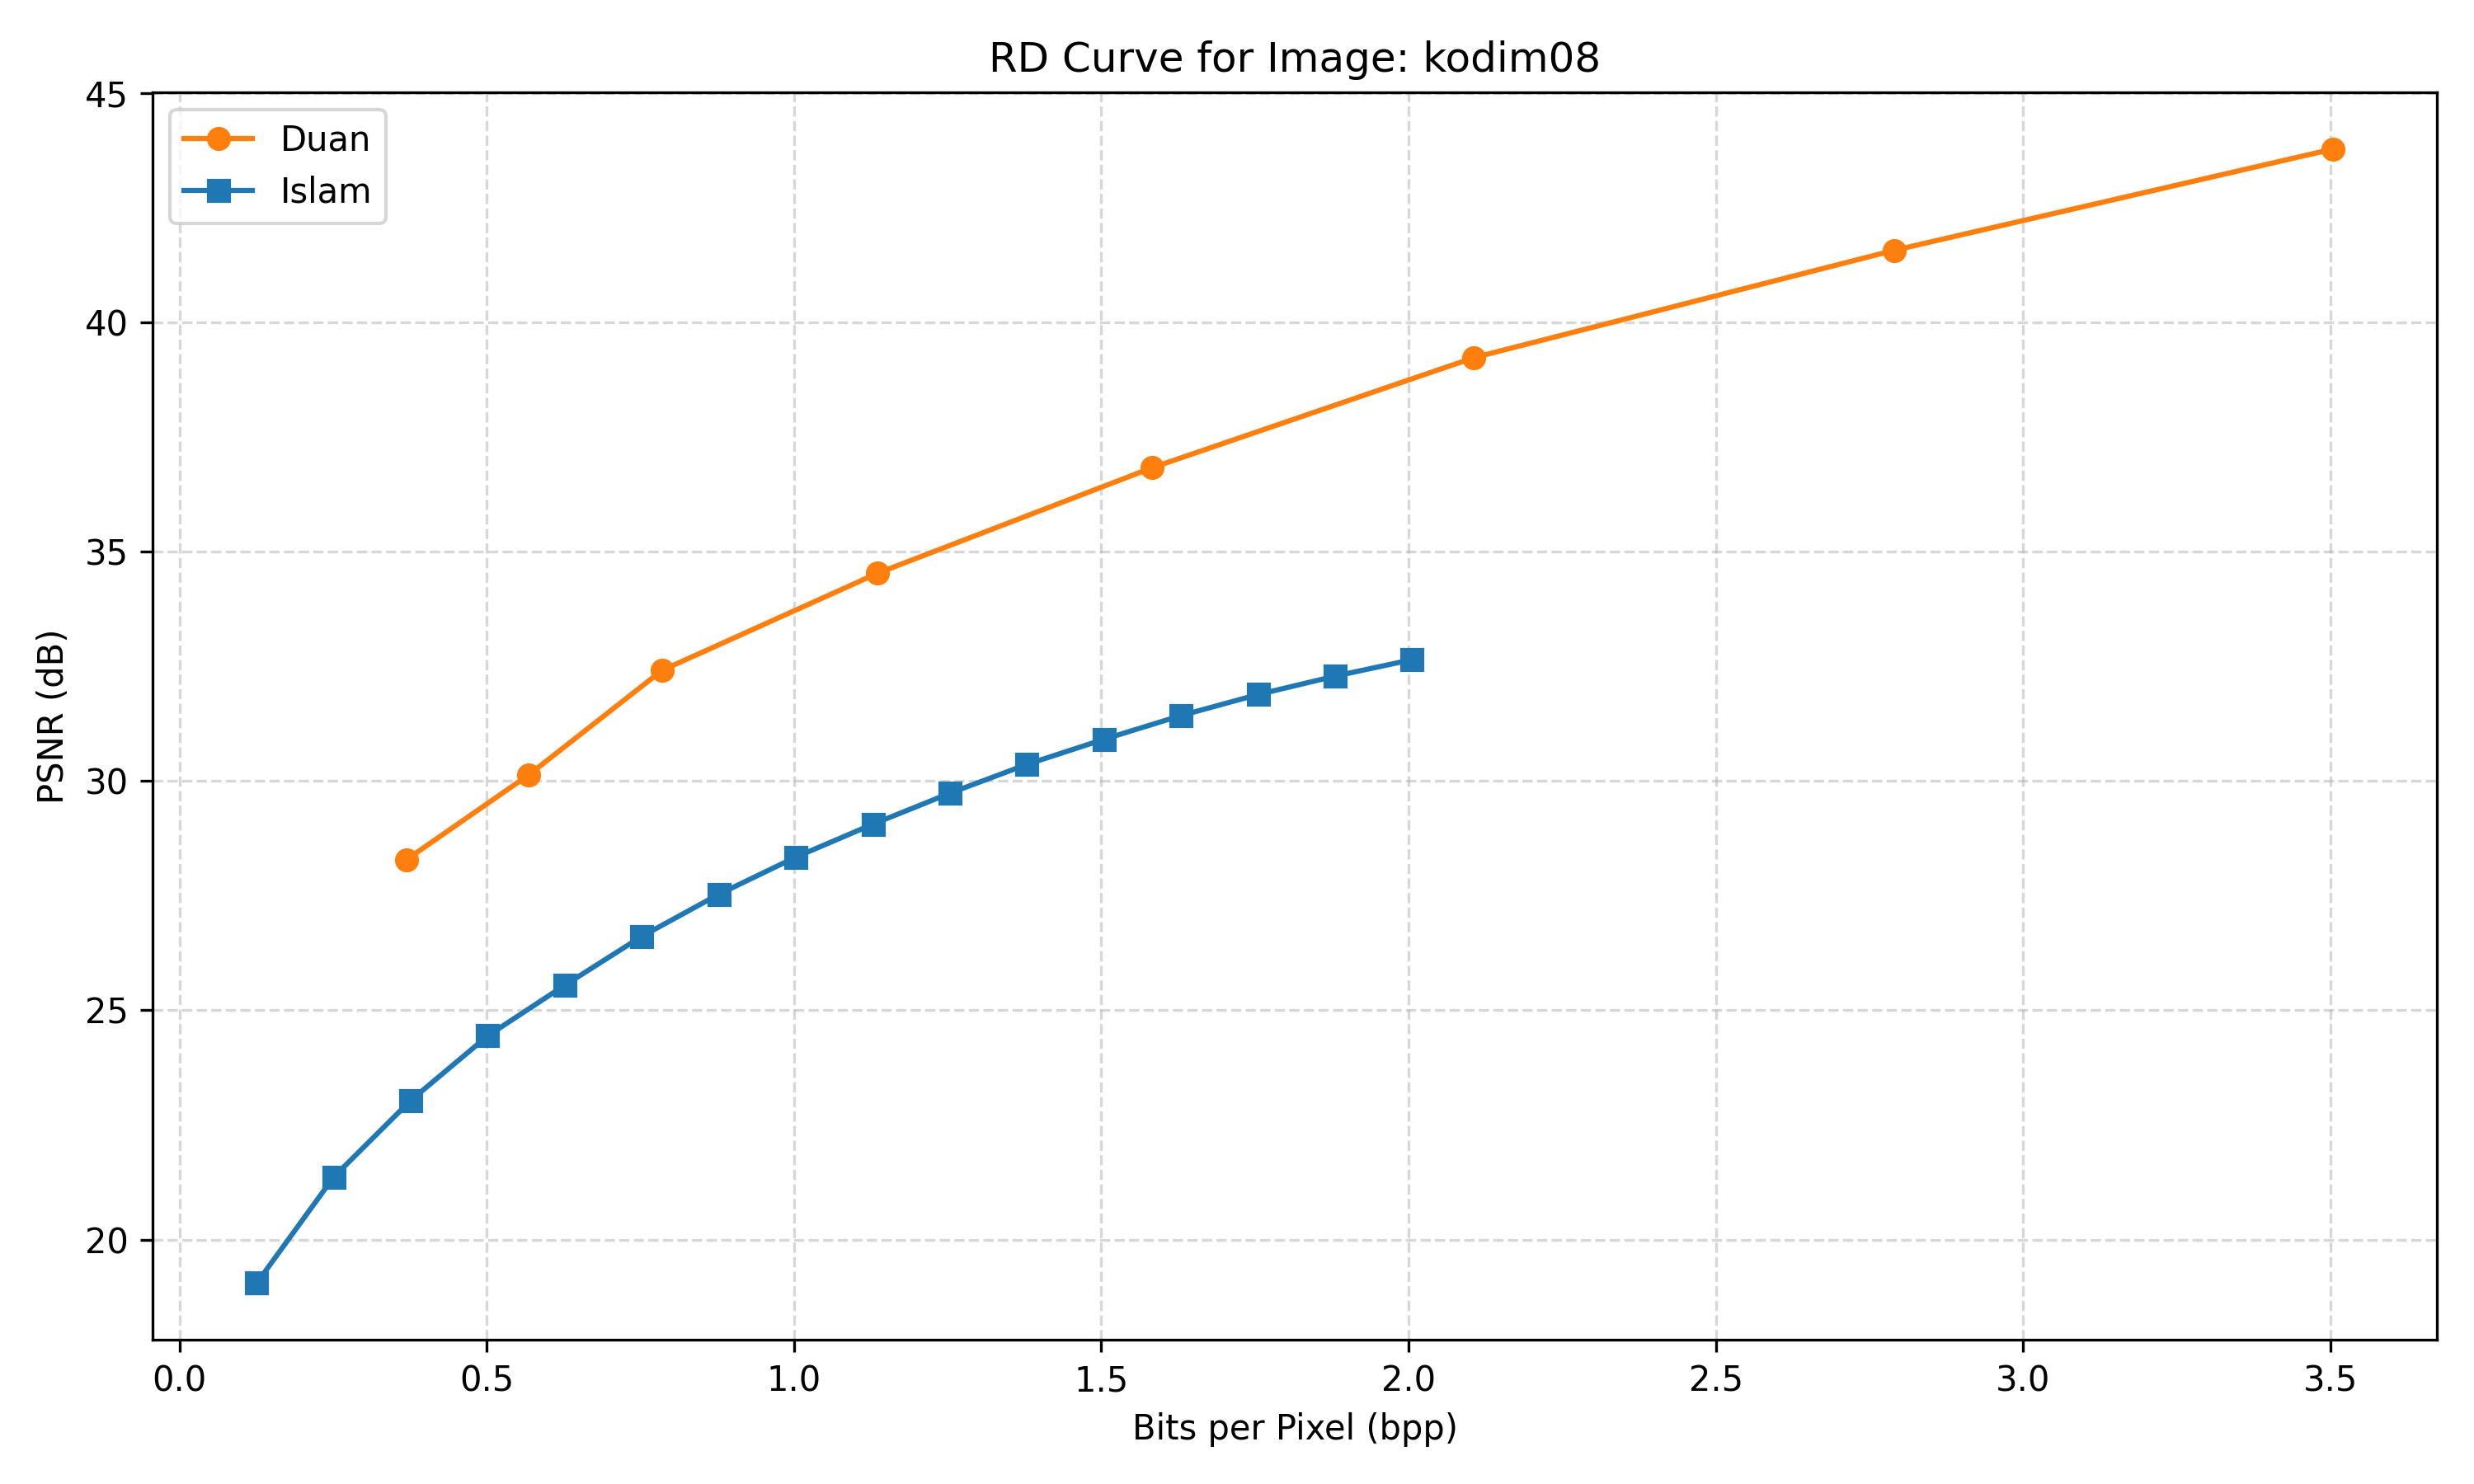 RD Curve for Image: kodim08
Duan
Islam
PSNR (dB)
45
40
35
30
25
20
0.0 0.5 1.0 1.5 2.0 2.5 3.0 3.5
Bits per Pixel (bpp)